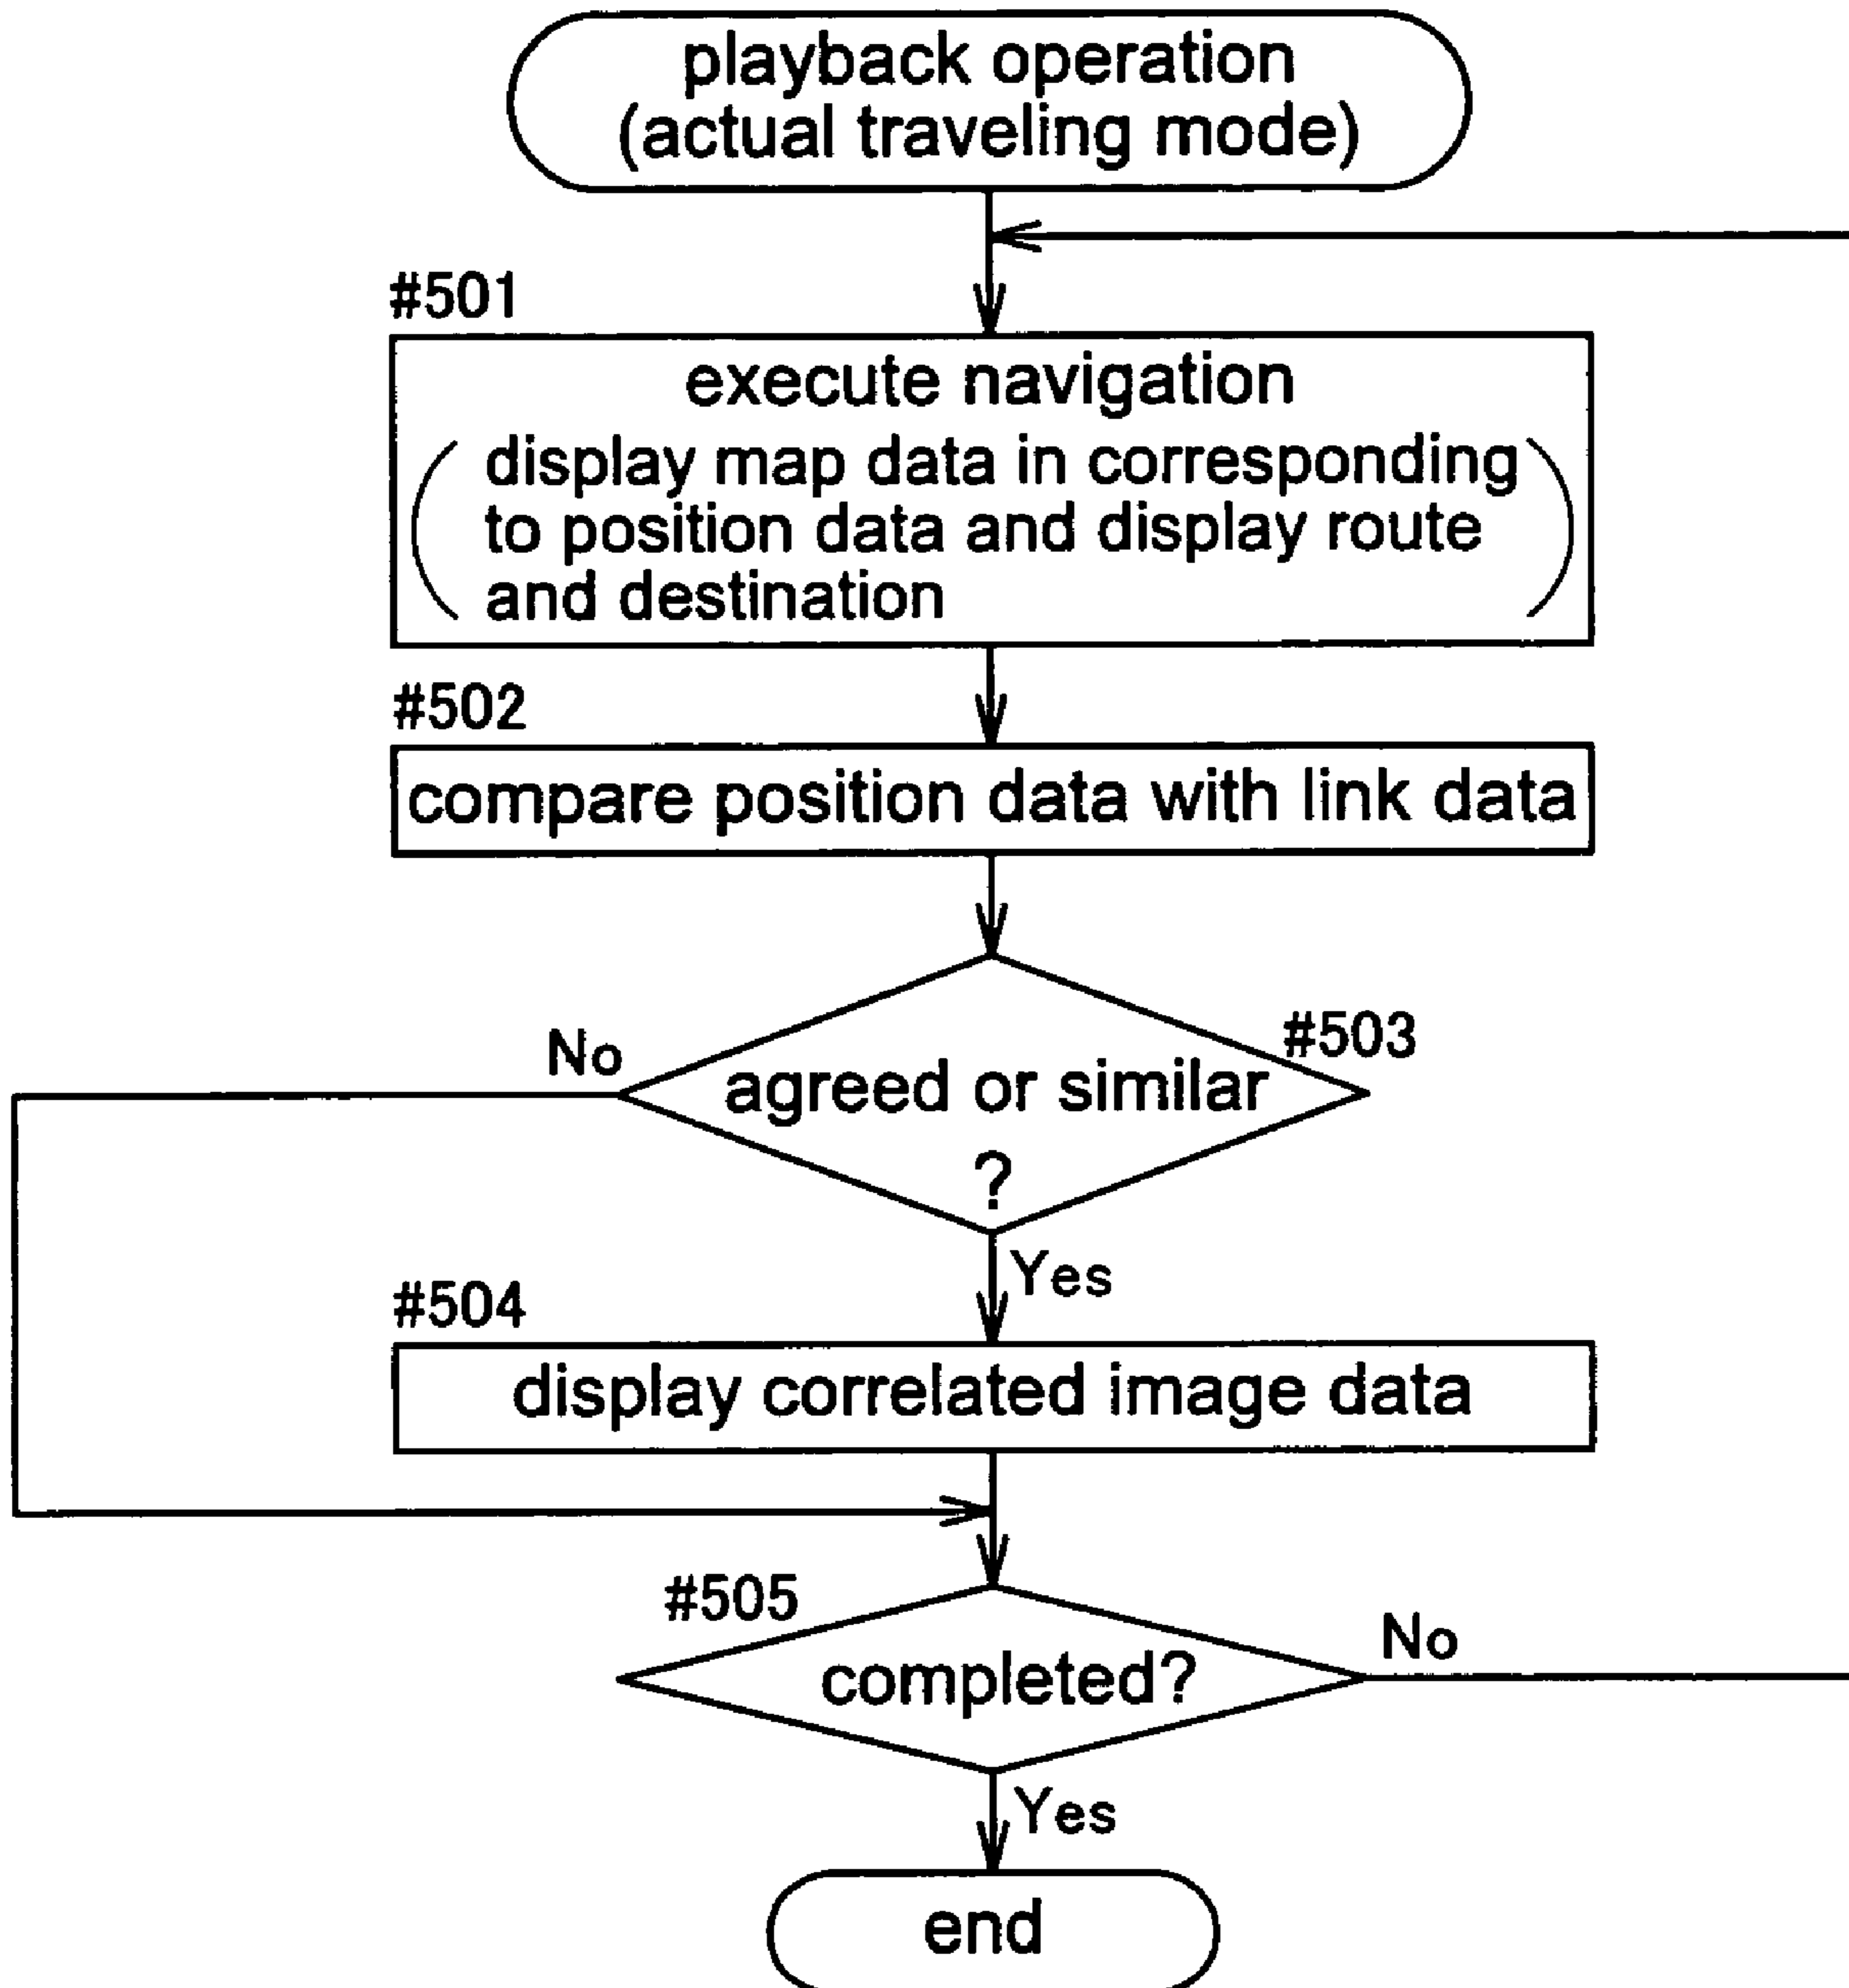 playback operation
(actual traveling mode)
#501
execute navigation
(display map data in corresponding
to position data and display route
and destination)
#502
compare position data with link data
No
#503
agreed or similar
?
Yes
#504
display correlated image data
#505
No
completed?
Yes
end